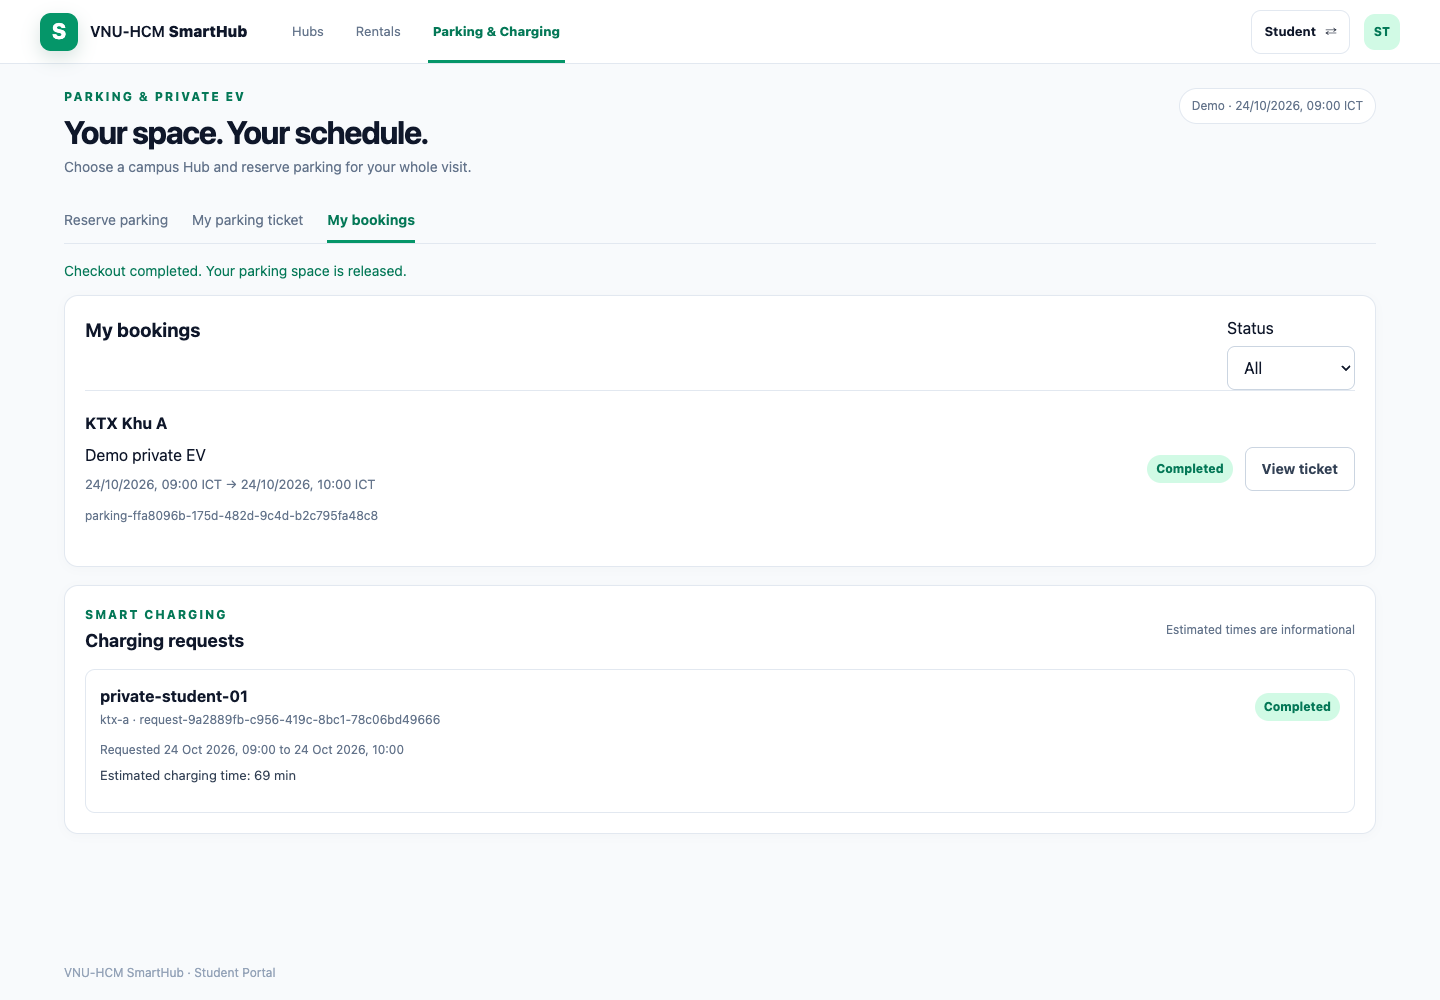 S VNU-HCM SmartHub Hubs Rentals Parking & Charging Student ⇄ ST
PARKING & PRIVATE EV
Demo · 24/10/2026, 09:00 ICT
Your space. Your schedule.
Choose a campus Hub and reserve parking for your whole visit.
Reserve parking My parking ticket My bookings
Checkout completed. Your parking space is released.
My bookings
Status
All
KTX Khu A
Demo private EV
24/10/2026, 09:00 ICT → 24/10/2026, 10:00 ICT
parking-ffa8096b-175d-482d-9c4d-b2c795fa48c8
Completed View ticket
SMART CHARGING
Charging requests
Estimated times are informational
private-student-01
ktx-a · request-9a2889fb-c956-419c-8bc1-78c06bd49666
Requested 24 Oct 2026, 09:00 to 24 Oct 2026, 10:00
Estimated charging time: 69 min
Completed
VNU-HCM SmartHub · Student Portal